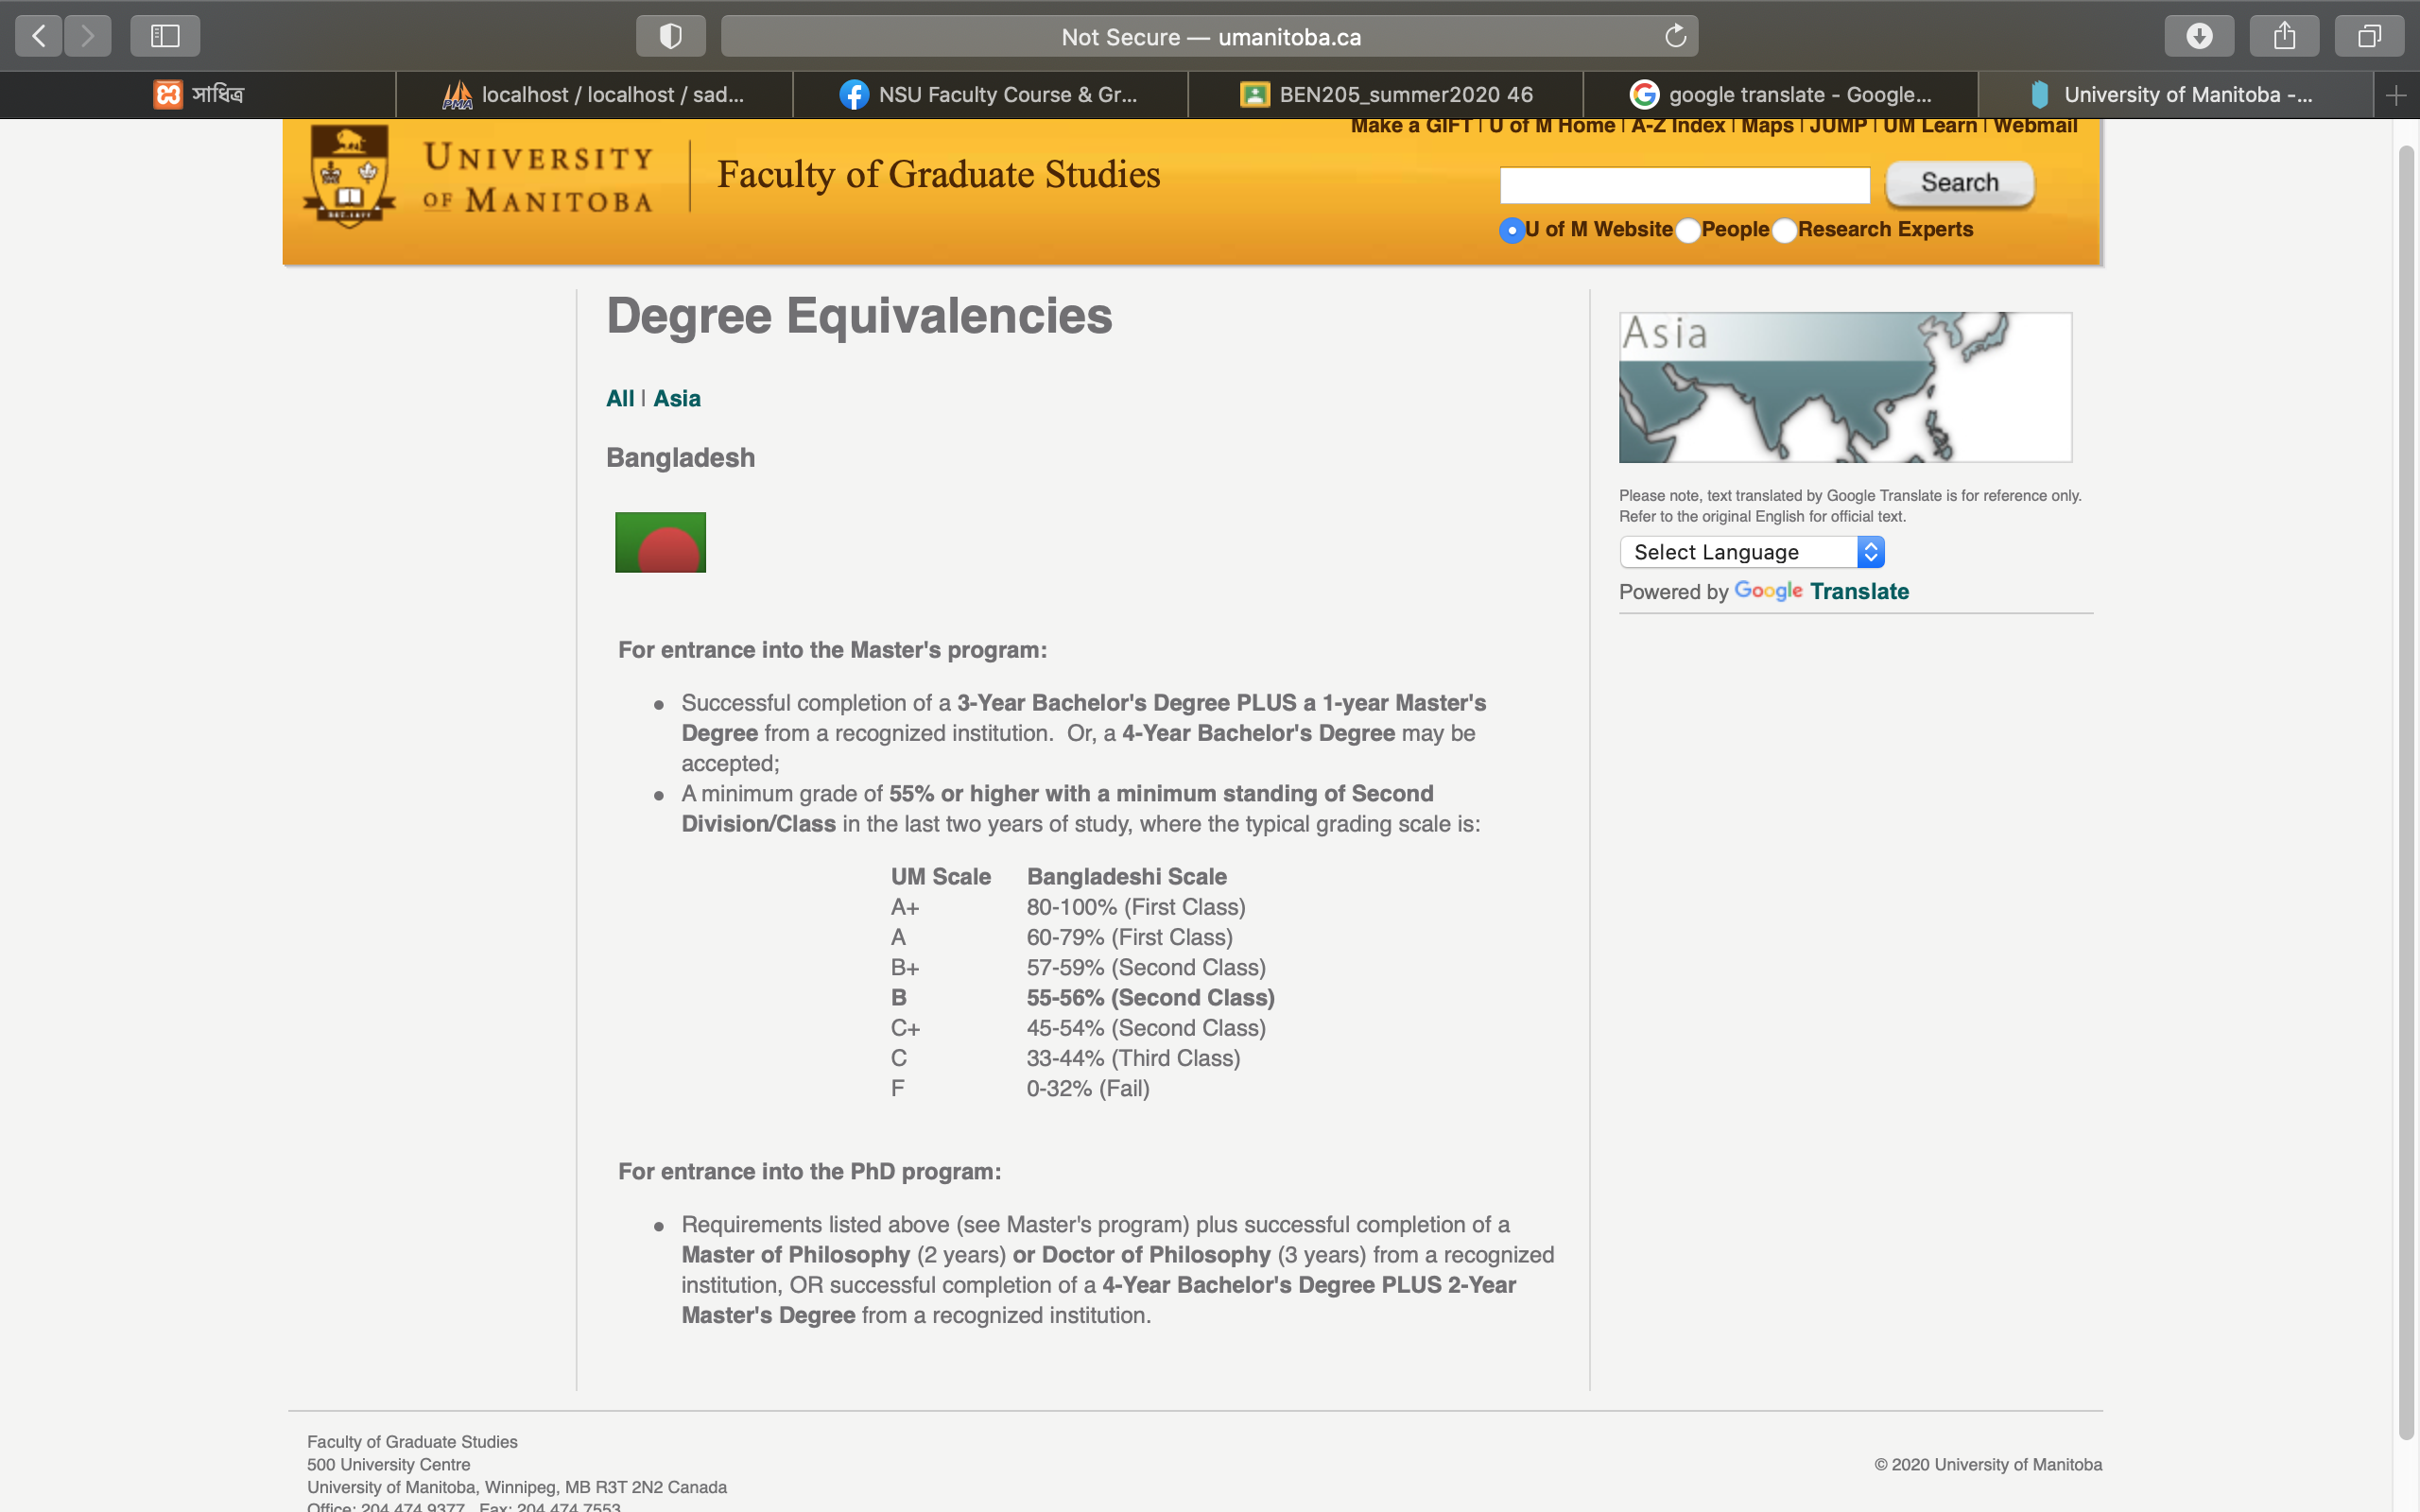 Not Secure — umanitoba.ca
সাধিত্র
localhost / localhost / sad...
NSU Faculty Course & Gr...
BEN205_summer2020 46
google translate - Google...
University of Manitoba -...
Make a GIFT | U of M Home | A-Z Index | Maps | JUMP | UM Learn | Webmail
UNIVERSITY
OF MANITOBA
Faculty of Graduate Studies
Search
U of M Website People Research Experts
Degree Equivalencies
All | Asia
Bangladesh
For entrance into the Master's program:
Successful completion of a 3-Year Bachelor's Degree PLUS a 1-year Master's
Degree from a recognized institution.  Or, a 4-Year Bachelor's Degree may be
accepted;
A minimum grade of 55% or higher with a minimum standing of Second
Division/Class in the last two years of study, where the typical grading scale is:
UM Scale Bangladeshi Scale
A+ 80-100% (First Class)
A 60-79% (First Class)
B+ 57-59% (Second Class)
B 55-56% (Second Class)
C+ 45-54% (Second Class)
C 33-44% (Third Class)
F 0-32% (Fail)
For entrance into the PhD program:
Requirements listed above (see Master's program) plus successful completion of a
Master of Philosophy (2 years) or Doctor of Philosophy (3 years) from a recognized
institution, OR successful completion of a 4-Year Bachelor's Degree PLUS 2-Year
Master's Degree from a recognized institution.
Asia
Please note, text translated by Google Translate is for reference only.
Refer to the original English for official text.
Select Language
Powered by Google Translate
Faculty of Graduate Studies
500 University Centre
University of Manitoba, Winnipeg, MB R3T 2N2 Canada
Office: 204 474 9377 Fax: 204 474 7553
© 2020 University of Manitoba